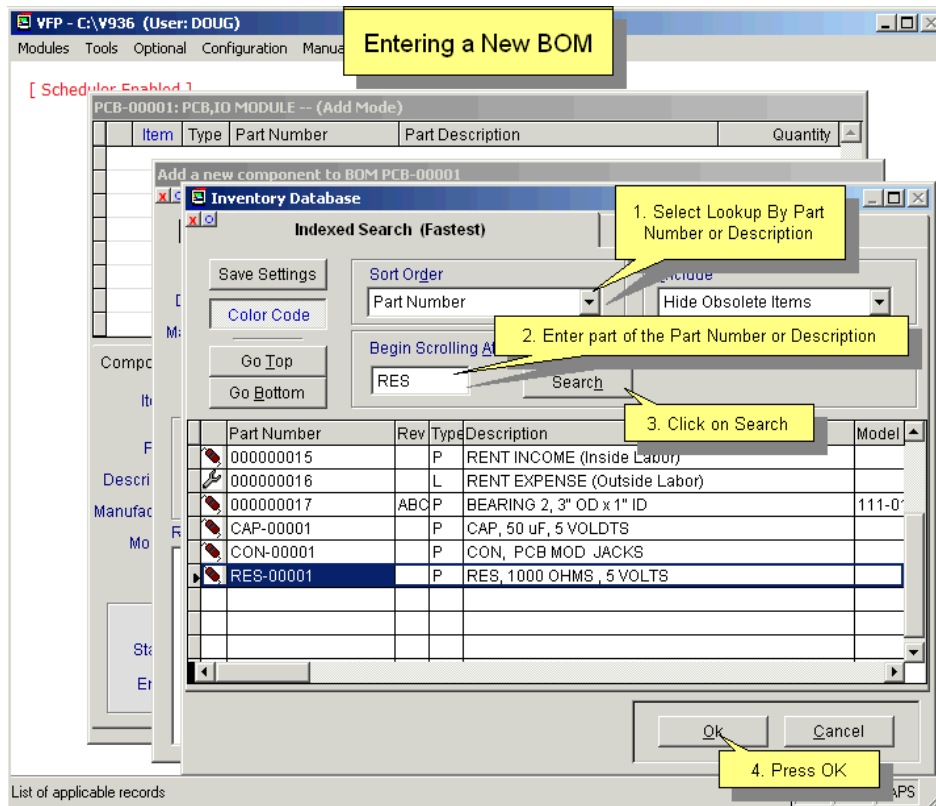 VFP - C:\V936 (User: DOUG)
Modules Tools Optional Configuration
Entering a New BOM
[ Scheduler Enabled ]
PCB-00001: PCB,IO MODULE -- (Add Mode)
Item Type Part Number Part Description Quantity
Add a new component to BOM PCB-00001
Inventory Database
Indexed Search (Fastest)
1. Select Lookup By Part
Number or Description
Save Settings
Sort Order
Part Number
Hide Obsolete Items
Color Code
2. Enter part of the Part Number or Description
Begin Scrolling
Go Top
RES
Search
Go Bottom
3. Click on Search
Part Number Rev Type Description Model
000000015 P RENT INCOME (Inside Labor)
000000016 L RENT EXPENSE (Outside Labor)
000000017 ABC P BEARING 2, 3" OD x 1" ID 111-0
CAP-00001 P CAP, 50 uF, 5 VOLDTS
CON-00001 P CON, PCB MOD JACKS
RES-00001 P RES, 1000 OHMS , 5 VOLTS
Ok Cancel
4. Press OK
List of applicable records